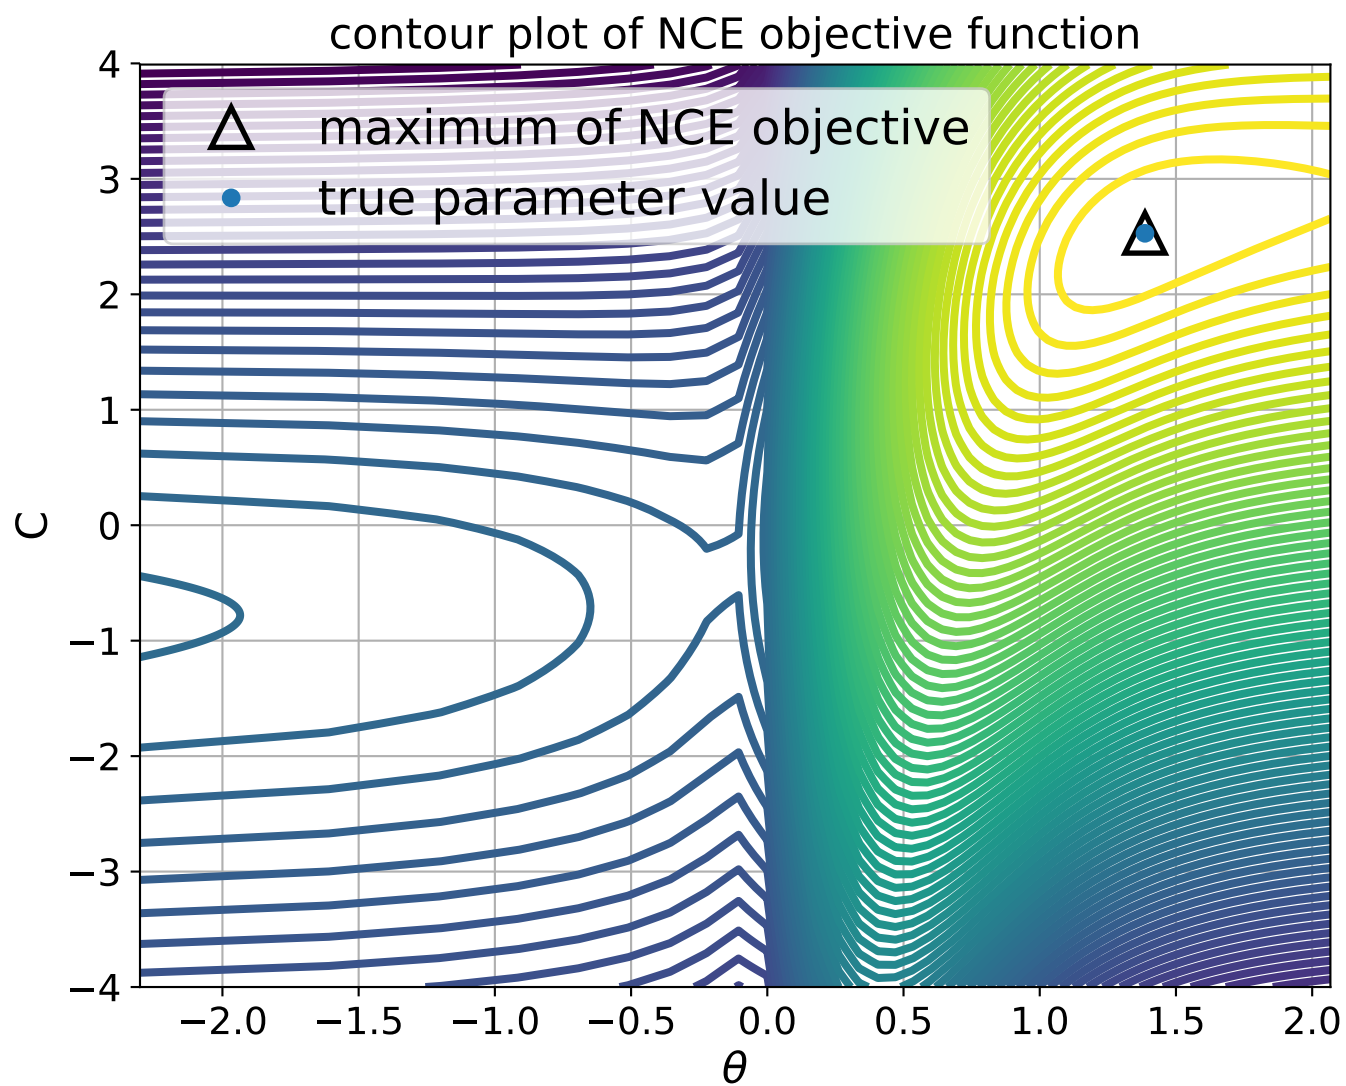 contour plot of NCE objective function
maximum of NCE objective
true parameter value
4
3
2
1
0
−1
−2
−3
−4
C
−2.0 −1.5 −1.0 −0.5 0.0 0.5 1.0 1.5 2.0
θ